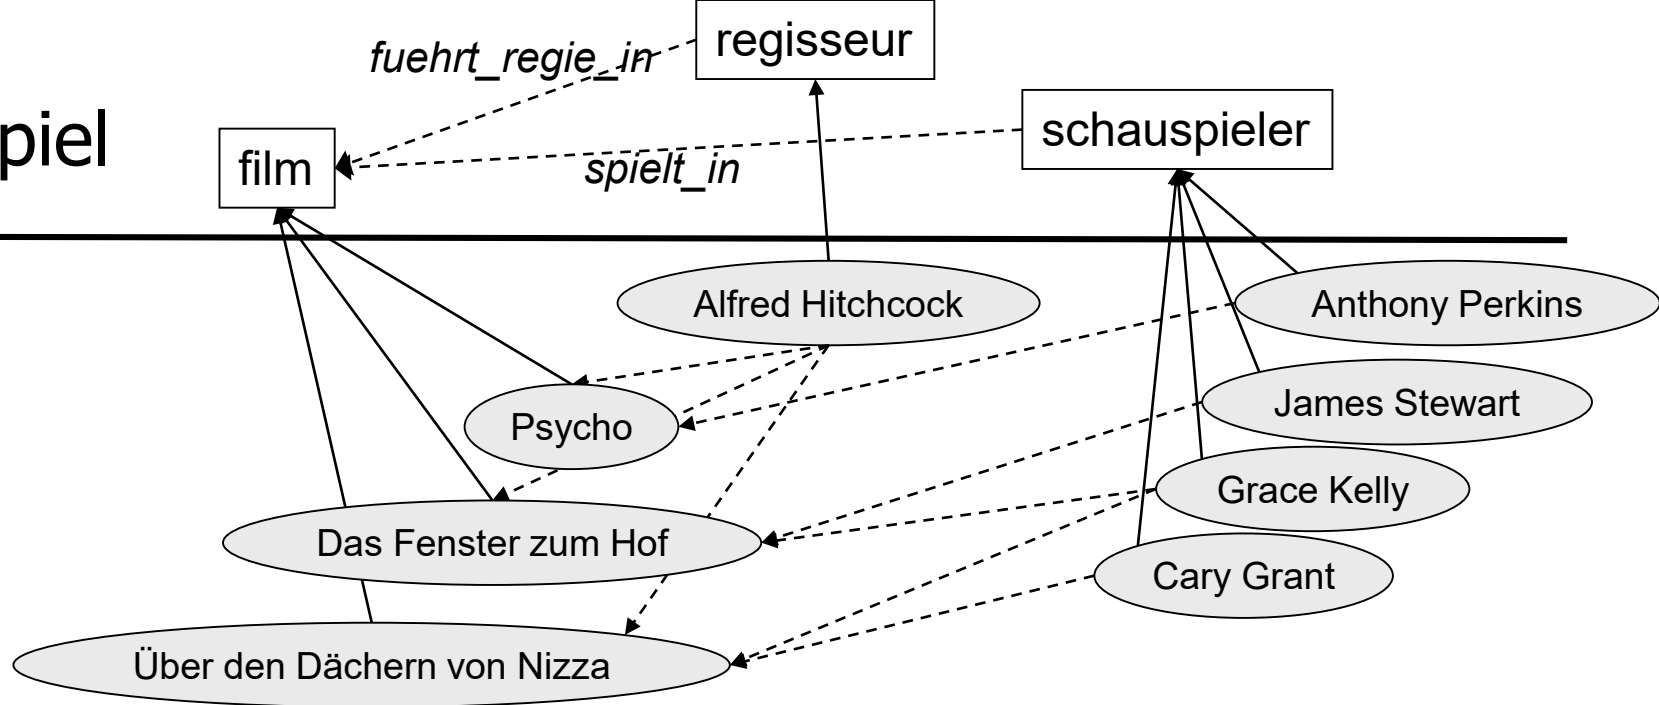 regisseur
fuehrt_regie_in
schauspieler
piel
film
spielt_in
Alfred Hitchcock
Anthony Perkins
James Stewart
Psycho
Grace Kelly
Das Fenster zum Hof
Cary Grant
Über den Dächern von Nizza